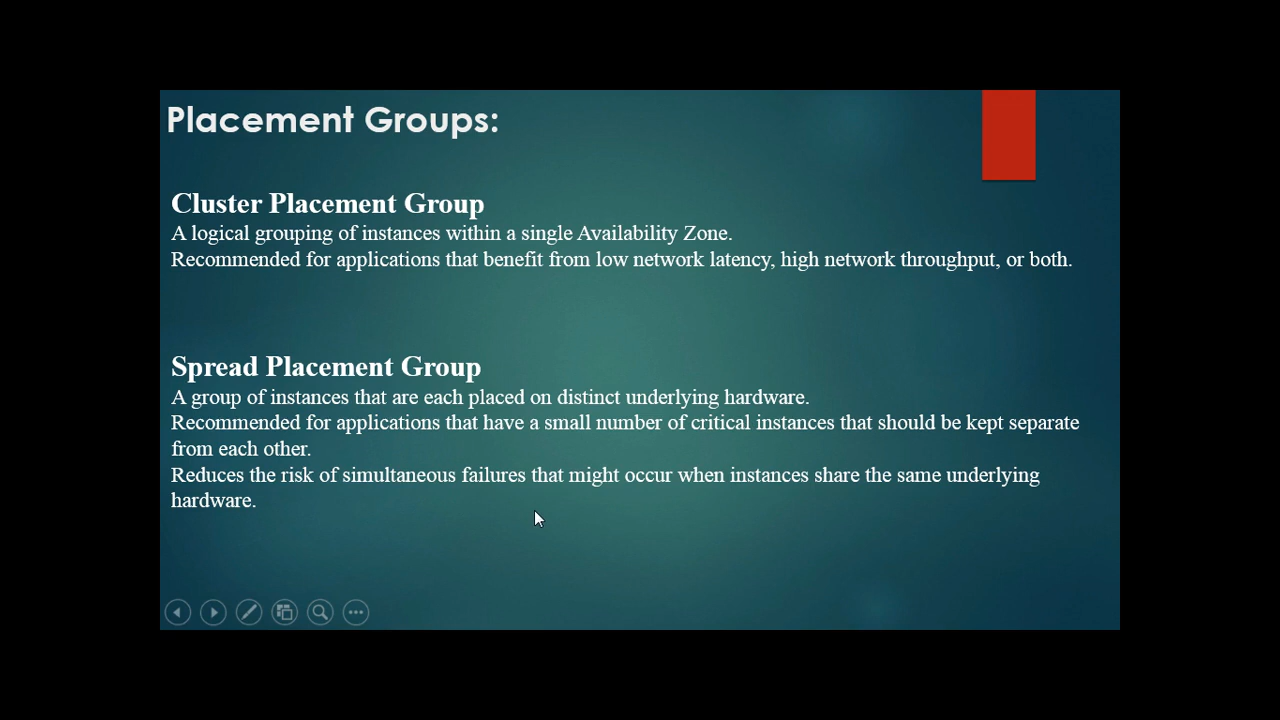 Placement Groups:
Cluster Placement Group
A logical grouping of instances within a single Availability Zone.
Recommended for applications that benefit from low network latency, high network throughput, or both.
Spread Placement Group
A group of instances that are each placed on distinct underlying hardware.
Recommended for applications that have a small number of critical instances that should be kept separate
from each other.
Reduces the risk of simultaneous failures that might occur when instances share the same underlying
hardware.